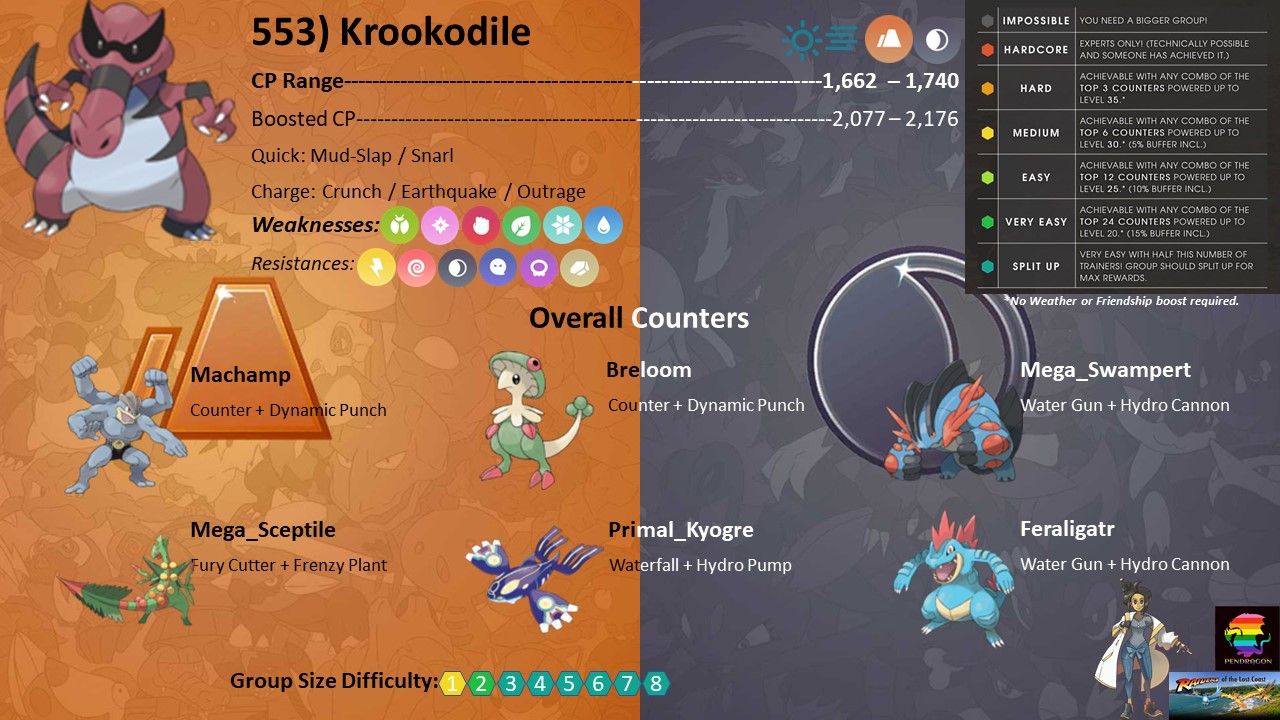 553) Krookodile
CP Range-----1,662 – 1,740
Boosted CP-----2,077 – 2,176
Quick: Mud-Slap / Snarl
Charge: Crunch / Earthquake / Outrage
Weaknesses:
Resistances:
IMPOSSIBLE YOU NEED A BIGGER GROUP!
HARDCORE EXPERTS ONLY! (TECHNICALLY POSSIBLE
AND SOMEONE HAS ACHIEVED IT.)
HARD ACHIEVABLE WITH ANY COMBO OF THE
TOP 3 COUNTERS POWERED UP TO
LEVEL 35.*
MEDIUM ACHIEVABLE WITH ANY COMBO OF THE
TOP 6 COUNTERS POWERED UP TO
LEVEL 30.* (5% BUFFER INCL.)
EASY ACHIEVABLE WITH ANY COMBO OF THE
TOP 12 COUNTERS POWERED UP TO
LEVEL 25.* (10% BUFFER INCL.)
VERY EASY ACHIEVABLE WITH ANY COMBO OF THE
TOP 24 COUNTERS POWERED UP TO
LEVEL 20.* (15% BUFFER INCL.)
SPLIT UP VERY EASY WITH HALF THIS NUMBER OF
TRAINERS! GROUP SHOULD SPLIT UP FOR
MAX REWARDS.
*No Weather or Friendship boost required.
Overall Counters
Machamp
Counter + Dynamic Punch
Breloom
Counter + Dynamic Punch
Mega_Swampert
Water Gun + Hydro Cannon
Mega_Sceptile
Fury Cutter + Frenzy Plant
Primal_Kyogre
Waterfall + Hydro Pump
Feraligatr
Water Gun + Hydro Cannon
Group Size Difficulty: 1 2 3 4 5 6 7 8
PENDRAGON
RAIDERS of the Lost Coast